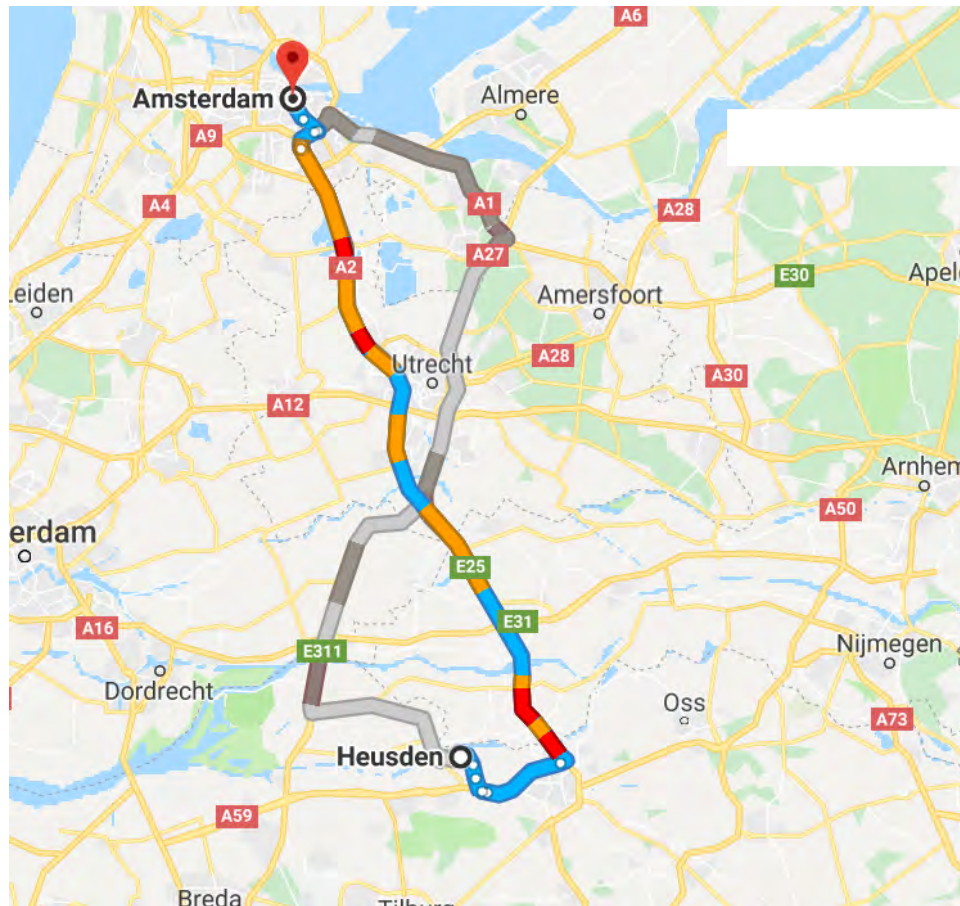 A6
Almere
Amsterdam
A9
A4
A1
A28
A27
E30
Apel
Leiden
A2
Amersfoort
Utrecht
A28
A30
A12
Arnhem
A50
erdam
E25
E31
A16
E311
Nijmegen
Dordrecht
Oss
A73
Heusden
A59
Breda
Tilburg